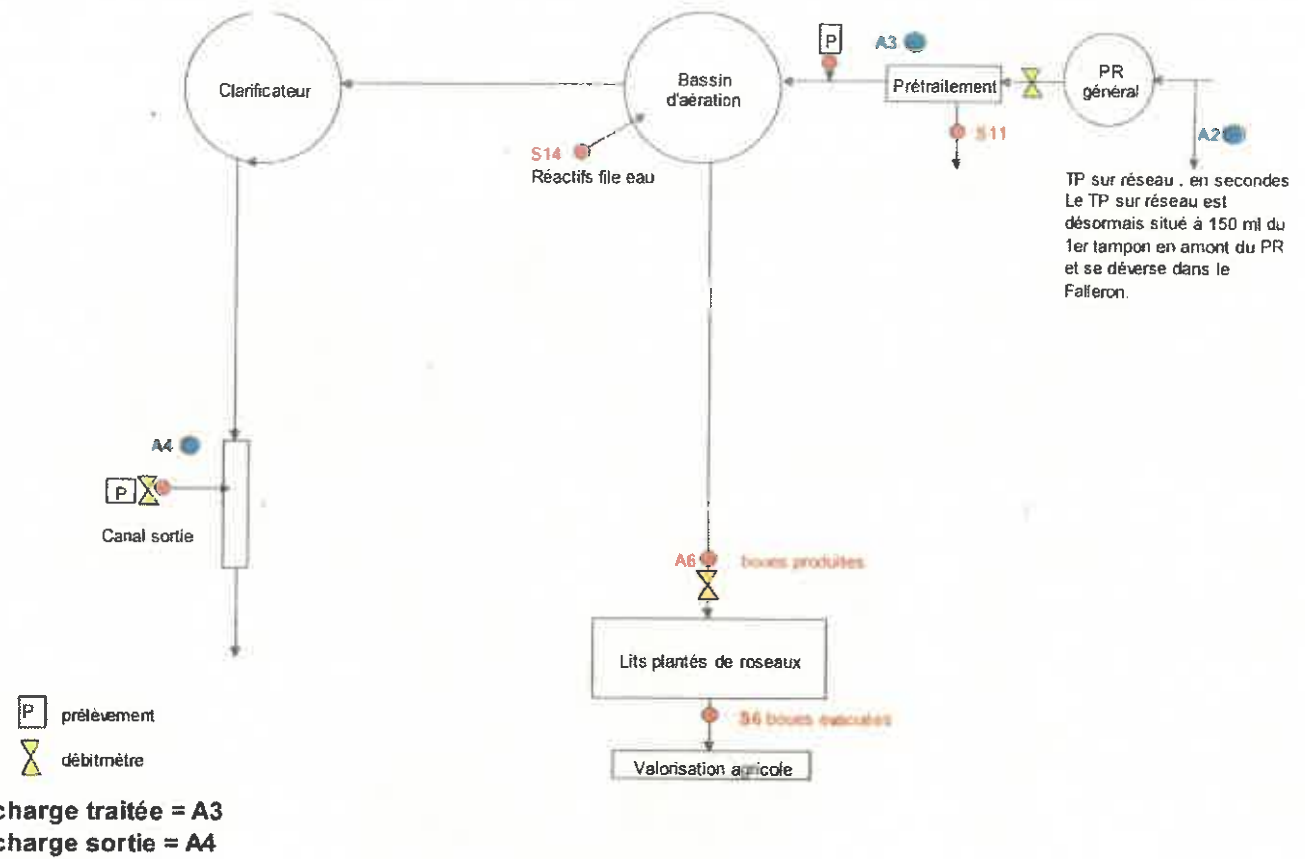 P
A3
Clarificateur
Bassin
d'aération
Prétraitement
PR
général
S11
A2
S14
Réactifs file eau
TP sur réseau . en secondes
Le TP sur réseau est
désormais situé à 150 ml du
1er tampon en amont du PR
et se déverse dans le
Falleron.
A4
P
Canal sortie
A6
boues produites
Lits plantés de roseaux
S6 boues évacuées
Valorisation agricole
P
prélèvement
débitmètre
charge traitée = A3
charge sortie = A4